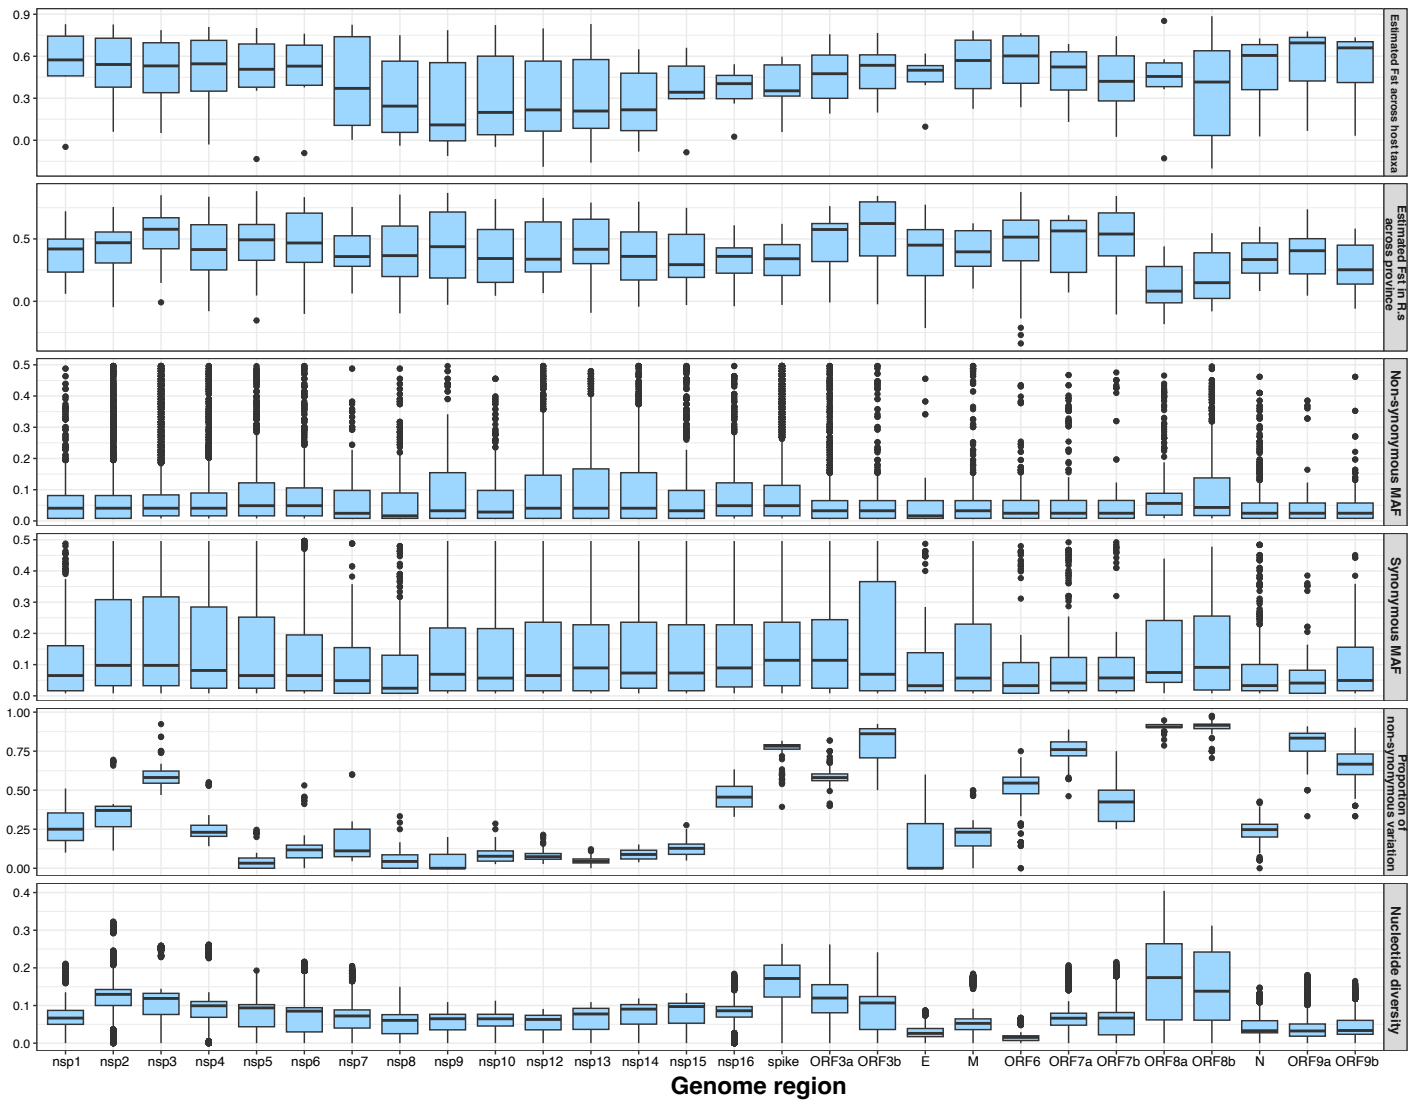 0.9
0.6
0.3
0.0
Estimated Fst across host taxa
0.5
0.0
Estimated Fst in R.s
across province
0.5
0.4
0.3
0.2
0.1
0.0
Non-synonymous MAF
0.5
0.4
0.3
0.2
0.1
0.0
Synonymous MAF
1.00
0.75
0.50
0.25
0.00
Proportion of
non-synonymous variation
0.4
0.3
0.2
0.1
0.0
Nucleotide diversity
nsp1 nsp2 nsp3 nsp4 nsp5 nsp6 nsp7 nsp8 nsp9 nsp10 nsp12 nsp13 nsp14 nsp15 nsp16 spike ORF3a ORF3b E M ORF6 ORF7a ORF7b ORF8a ORF8b N ORF9a ORF9b
Genome region